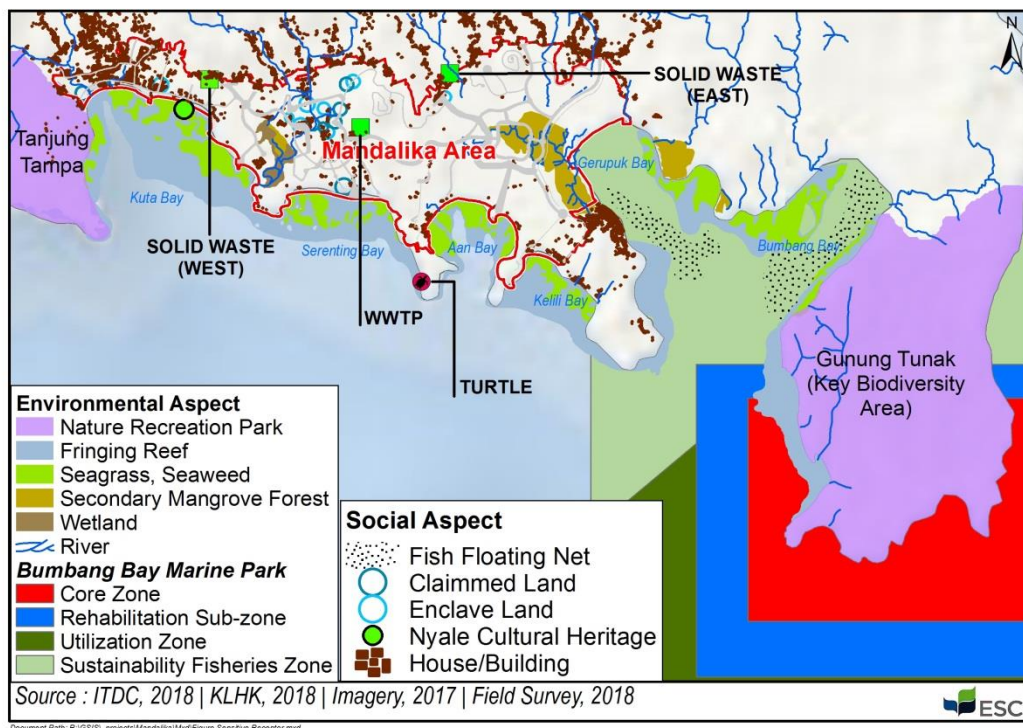 N
SOLID WASTE
(EAST)
Tanjung
Tampa
Mandalika Area
Gerupuk Bay
Kuta Bay
SOLID WASTE
(WEST)
Serenting Bay
Aan Bay
Bumbang Bay
Kelili Bay
WWTP
TURTLE
Gunung Tunak
(Key Biodiversity
Area)
Environmental Aspect
Nature Recreation Park
Fringing Reef
Seagrass, Seaweed
Secondary Mangrove Forest
Wetland
River
Bumbang Bay Marine Park
Core Zone
Rehabilitation Sub-zone
Utilization Zone
Sustainability Fisheries Zone
Social Aspect
Fish Floating Net
Claimmed Land
Enclave Land
Nyale Cultural Heritage
House/Building
Source : ITDC, 2018 | KLHK, 2018 | Imagery, 2017 | Field Survey, 2018
ESC